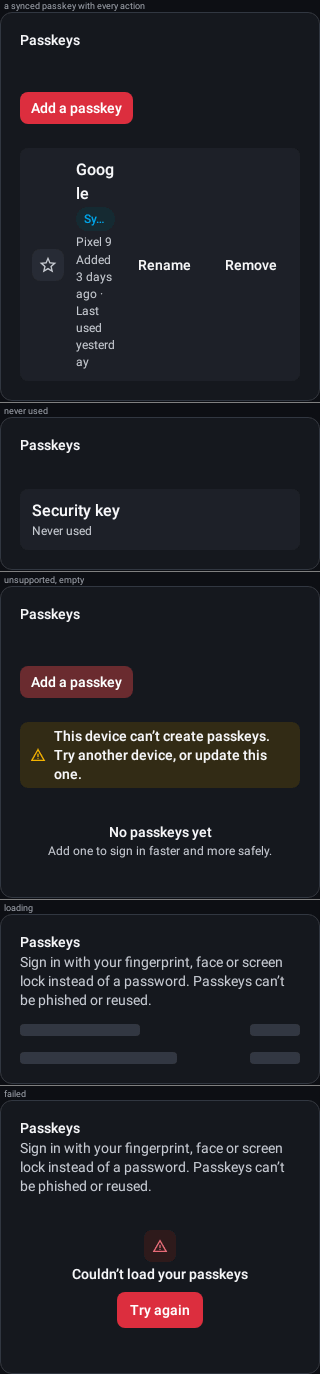 a synced passkey with every action
Passkeys
Add a passkey
Goog
le
Sy…
Pixel 9
Added
3 days
ago ·
Last
used
yesterd
ay
Rename
Remove
never used
Passkeys
Security key
Never used
unsupported, empty
Passkeys
Add a passkey
This device can’t create passkeys.
Try another device, or update this
one.
No passkeys yet
Add one to sign in faster and more safely.
loading
Passkeys
Sign in with your fingerprint, face or screen
lock instead of a password. Passkeys can’t
be phished or reused.
failed
Passkeys
Sign in with your fingerprint, face or screen
lock instead of a password. Passkeys can’t
be phished or reused.
Couldn’t load your passkeys
Try again